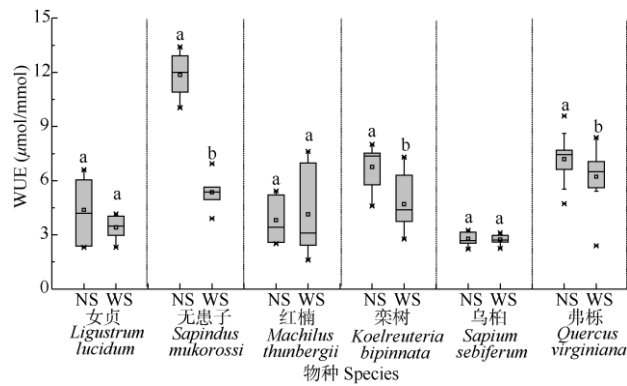 WUE (μmol/mmol)
15
12
9
6
3
0
a
a
a
b
a
a
a
b
a
a
a
b
NS WS NS WS NS WS NS WS NS WS NS WS
女贞 无患子 红楠 栾树 乌桕 弗栎
Ligustrum Sapindus Machilus Koelreuteria Sapium Quercus
lucidum mukorossi thunbergii bipinnata sebiferum virginiana
物种 Species